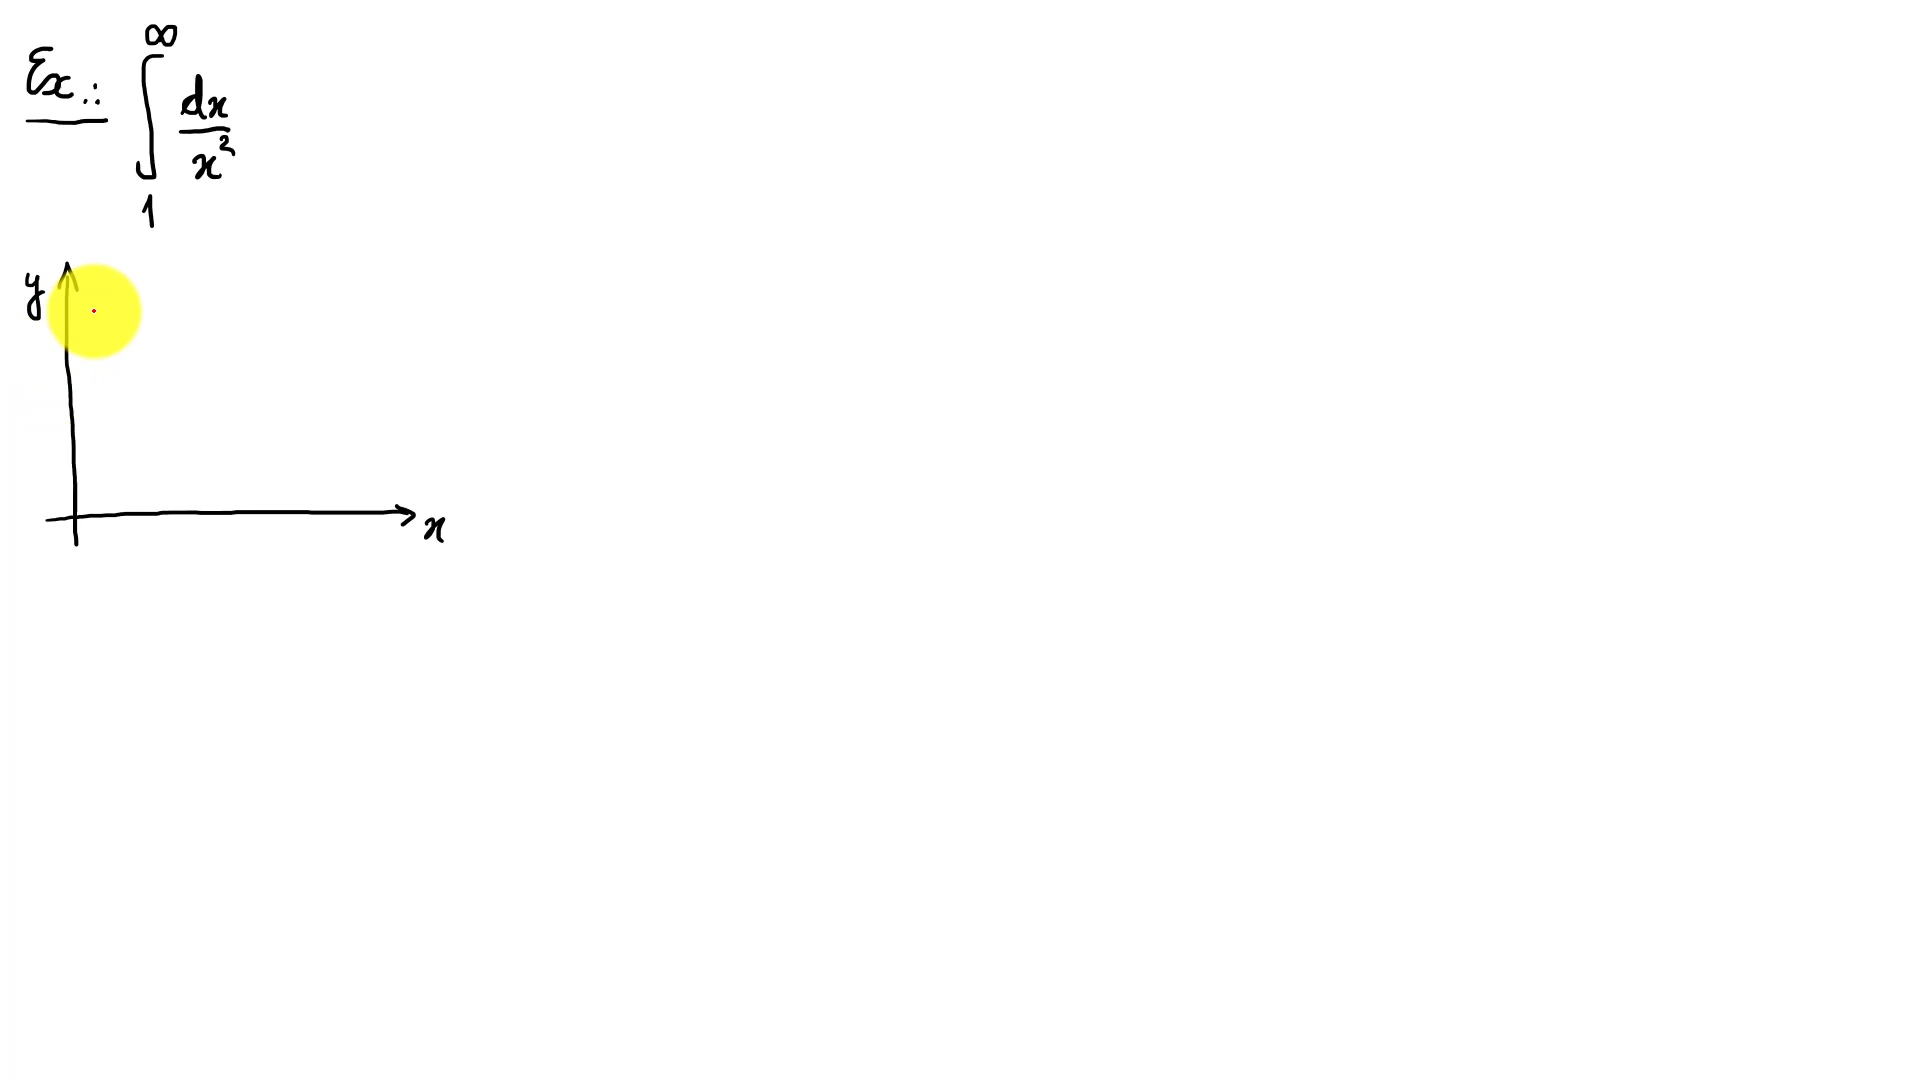 Ex.: ∫₁^∞ dx/x²
y
x